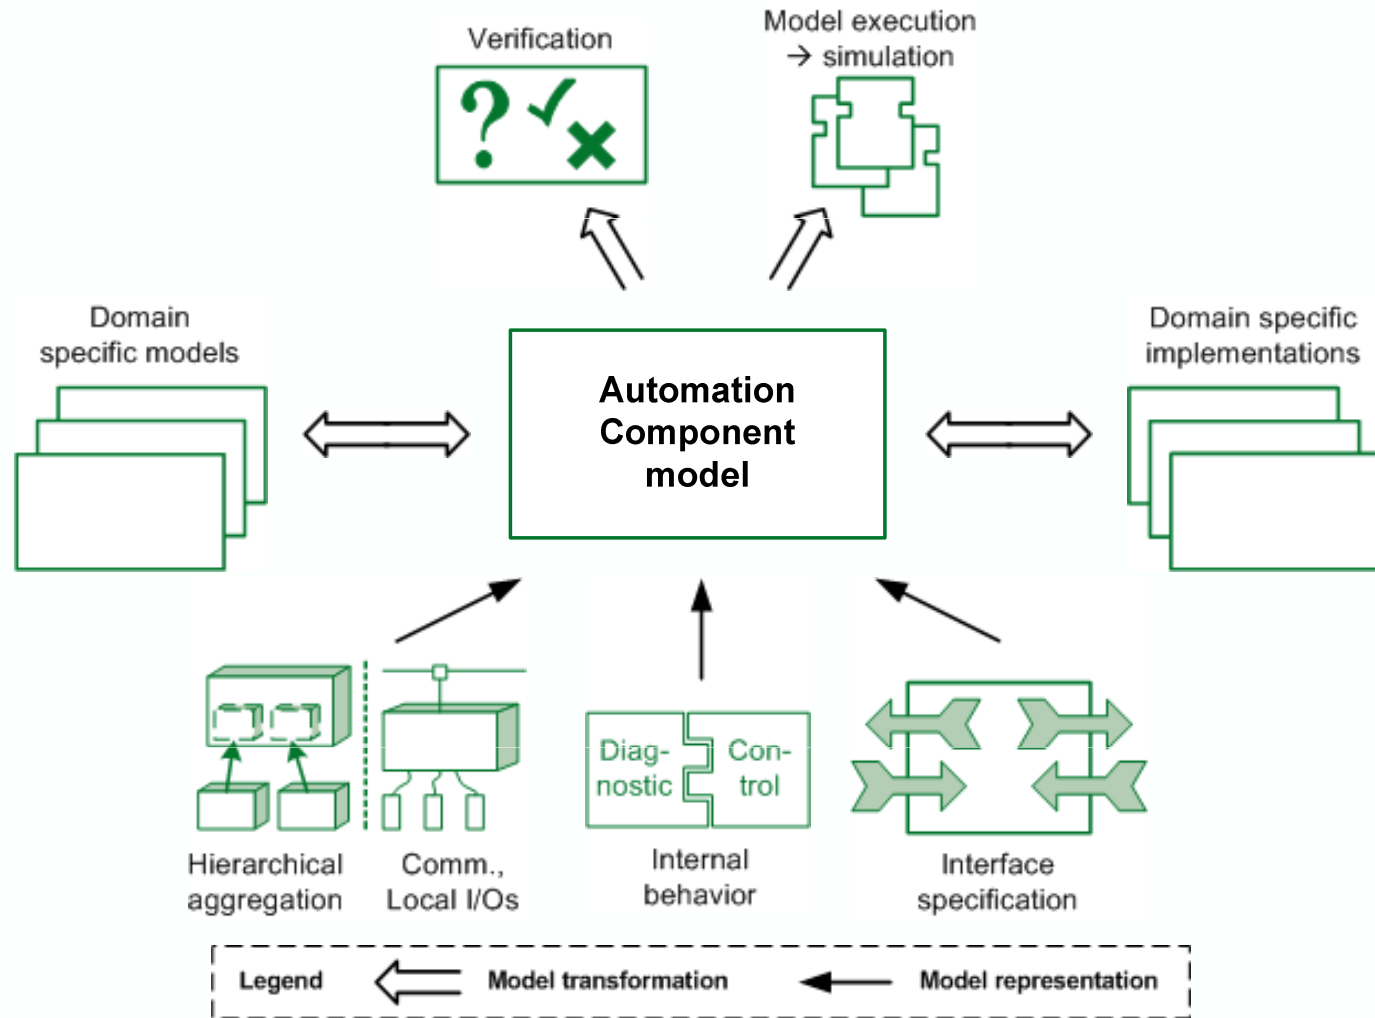 Verification
Model execution
→ simulation
Domain
specific models
Domain specific
implementations
Automation
Component
model
Diag-
nostic
Con-
trol
Hierarchical
aggregation
Comm.,
Local I/Os
Internal
behavior
Interface
specification
Legend
Model transformation
Model representation